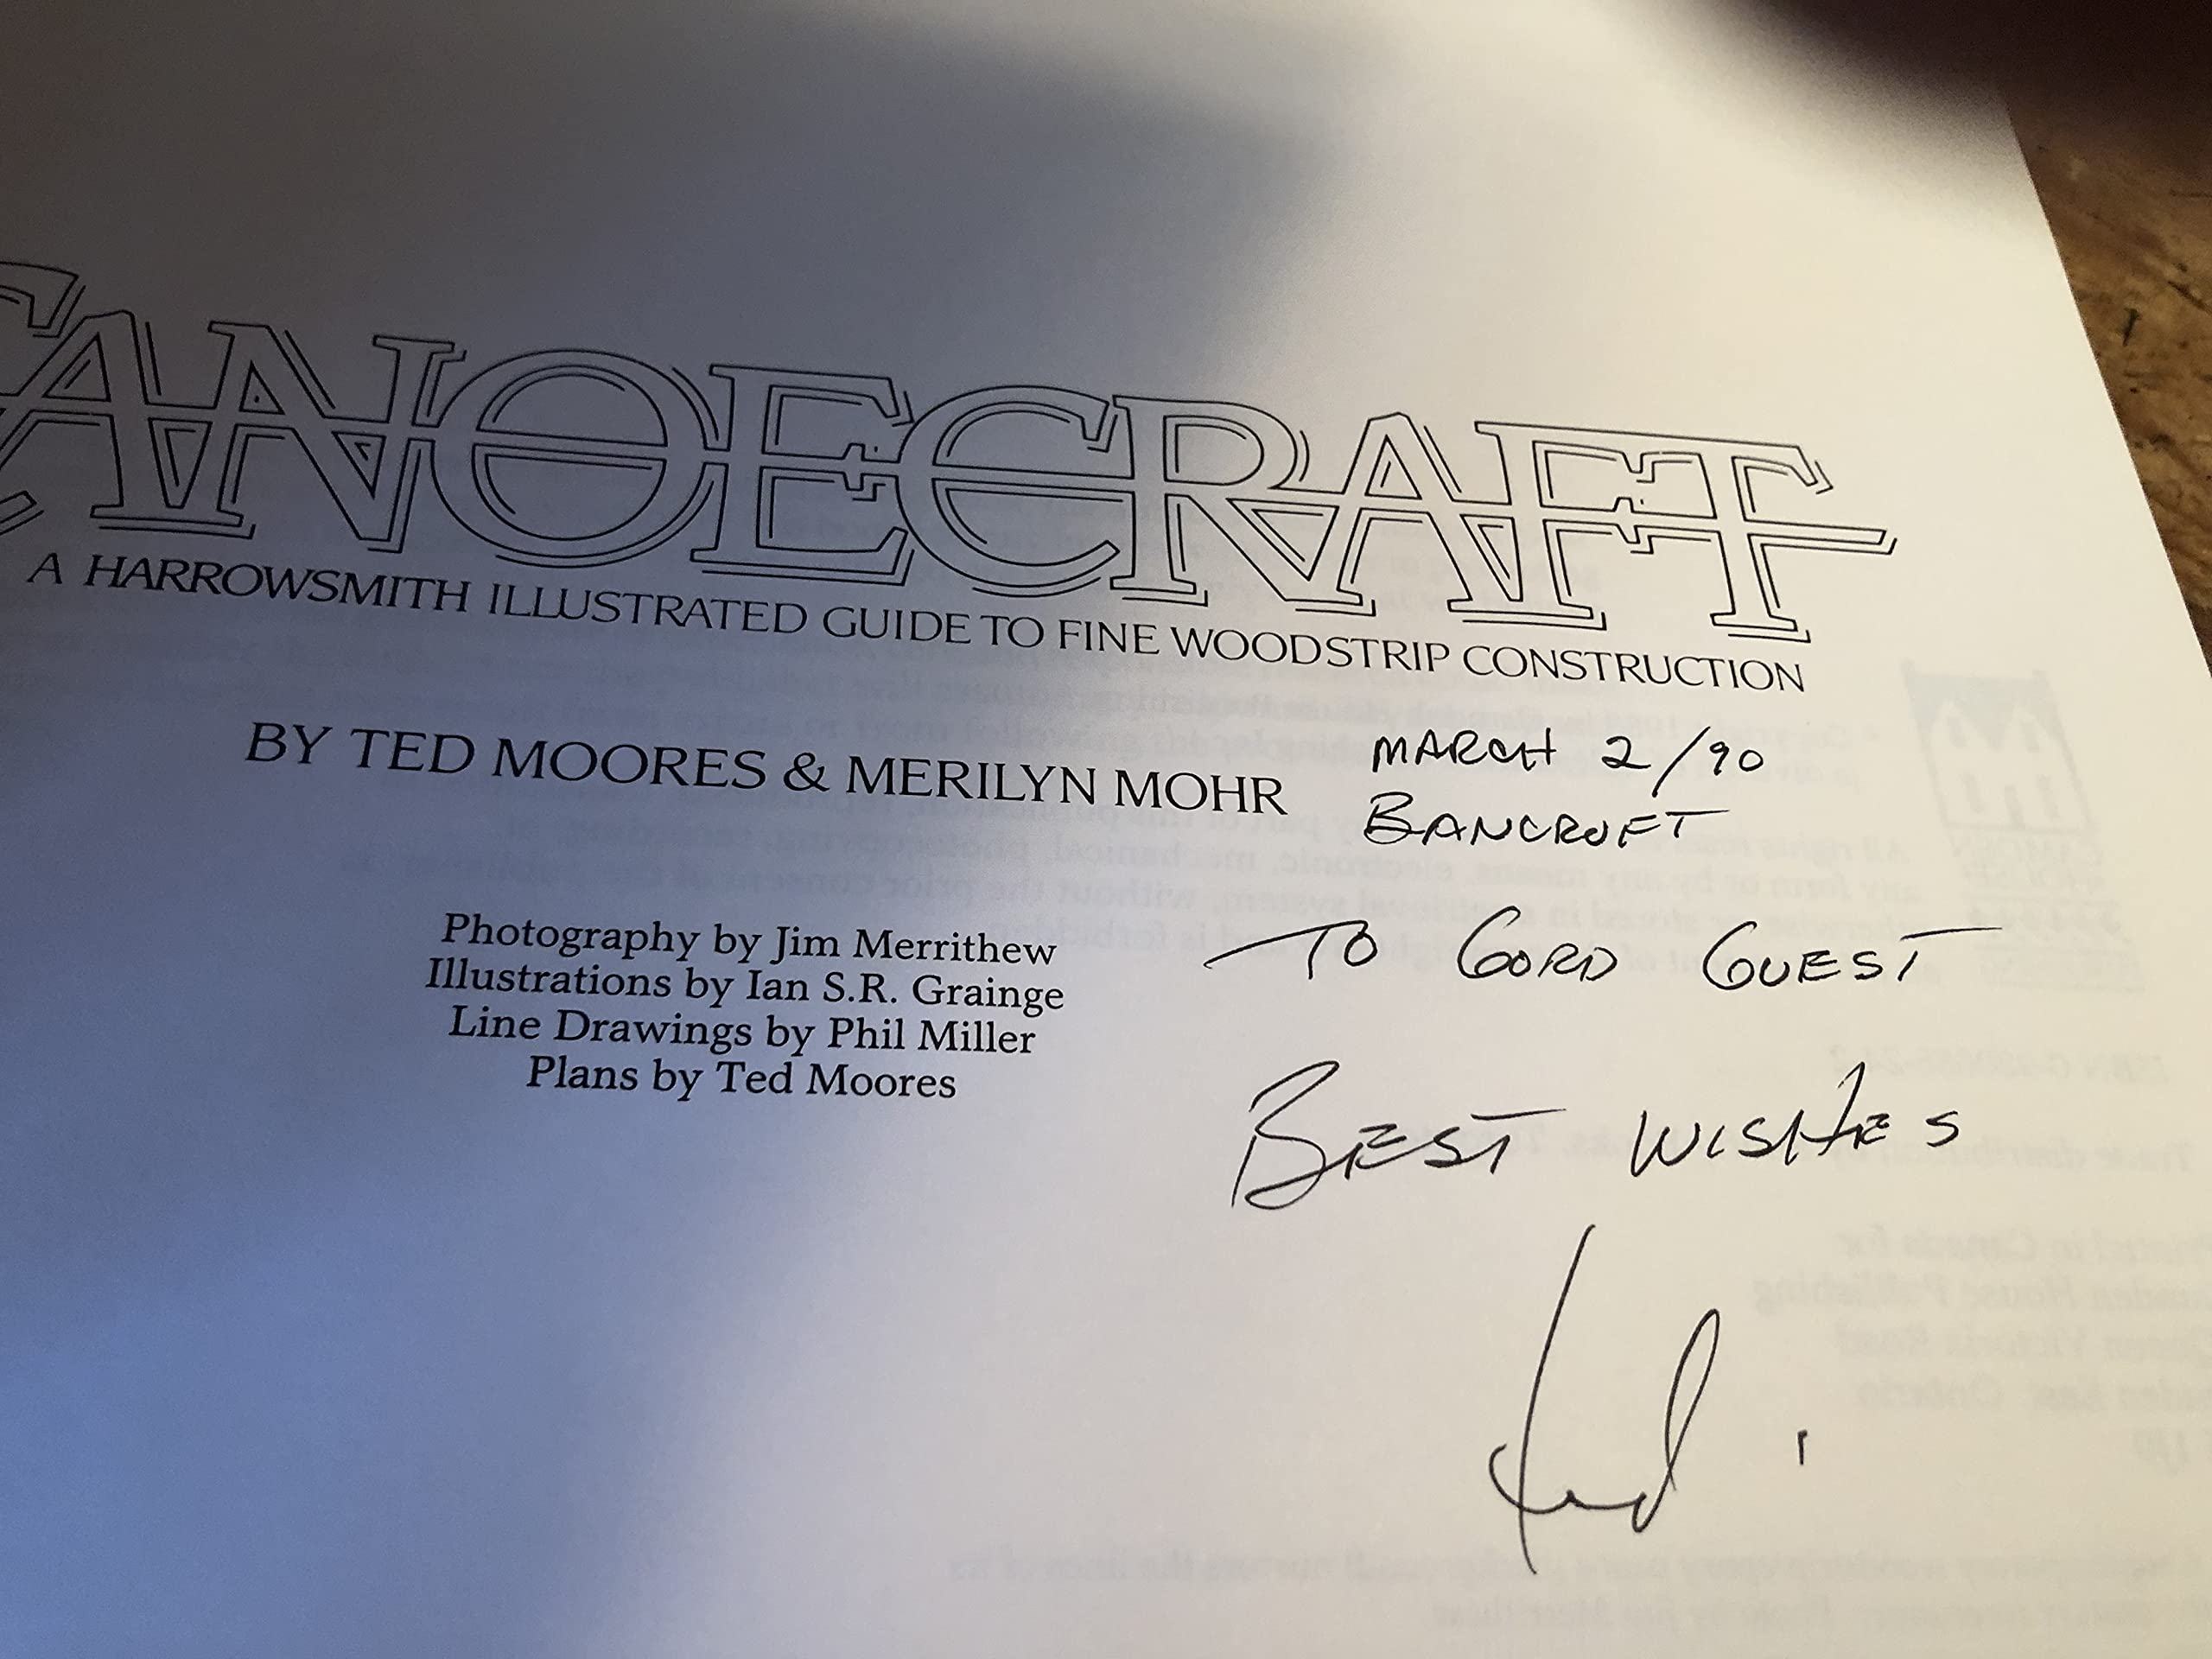 CANOECRAFT
A HARROWSMITH ILLUSTRATED GUIDE TO FINE WOODSTRIP CONSTRUCTION
BY TED MOORES & MERILYN MOHR
MARCH 2/90
BANCROFT
Photography by Jim Merrithew
Illustrations by Ian S.R. Grainge
Line Drawings by Phil Miller
Plans by Ted Moores
TO GORD GUEST
BEST WISHES
Ted